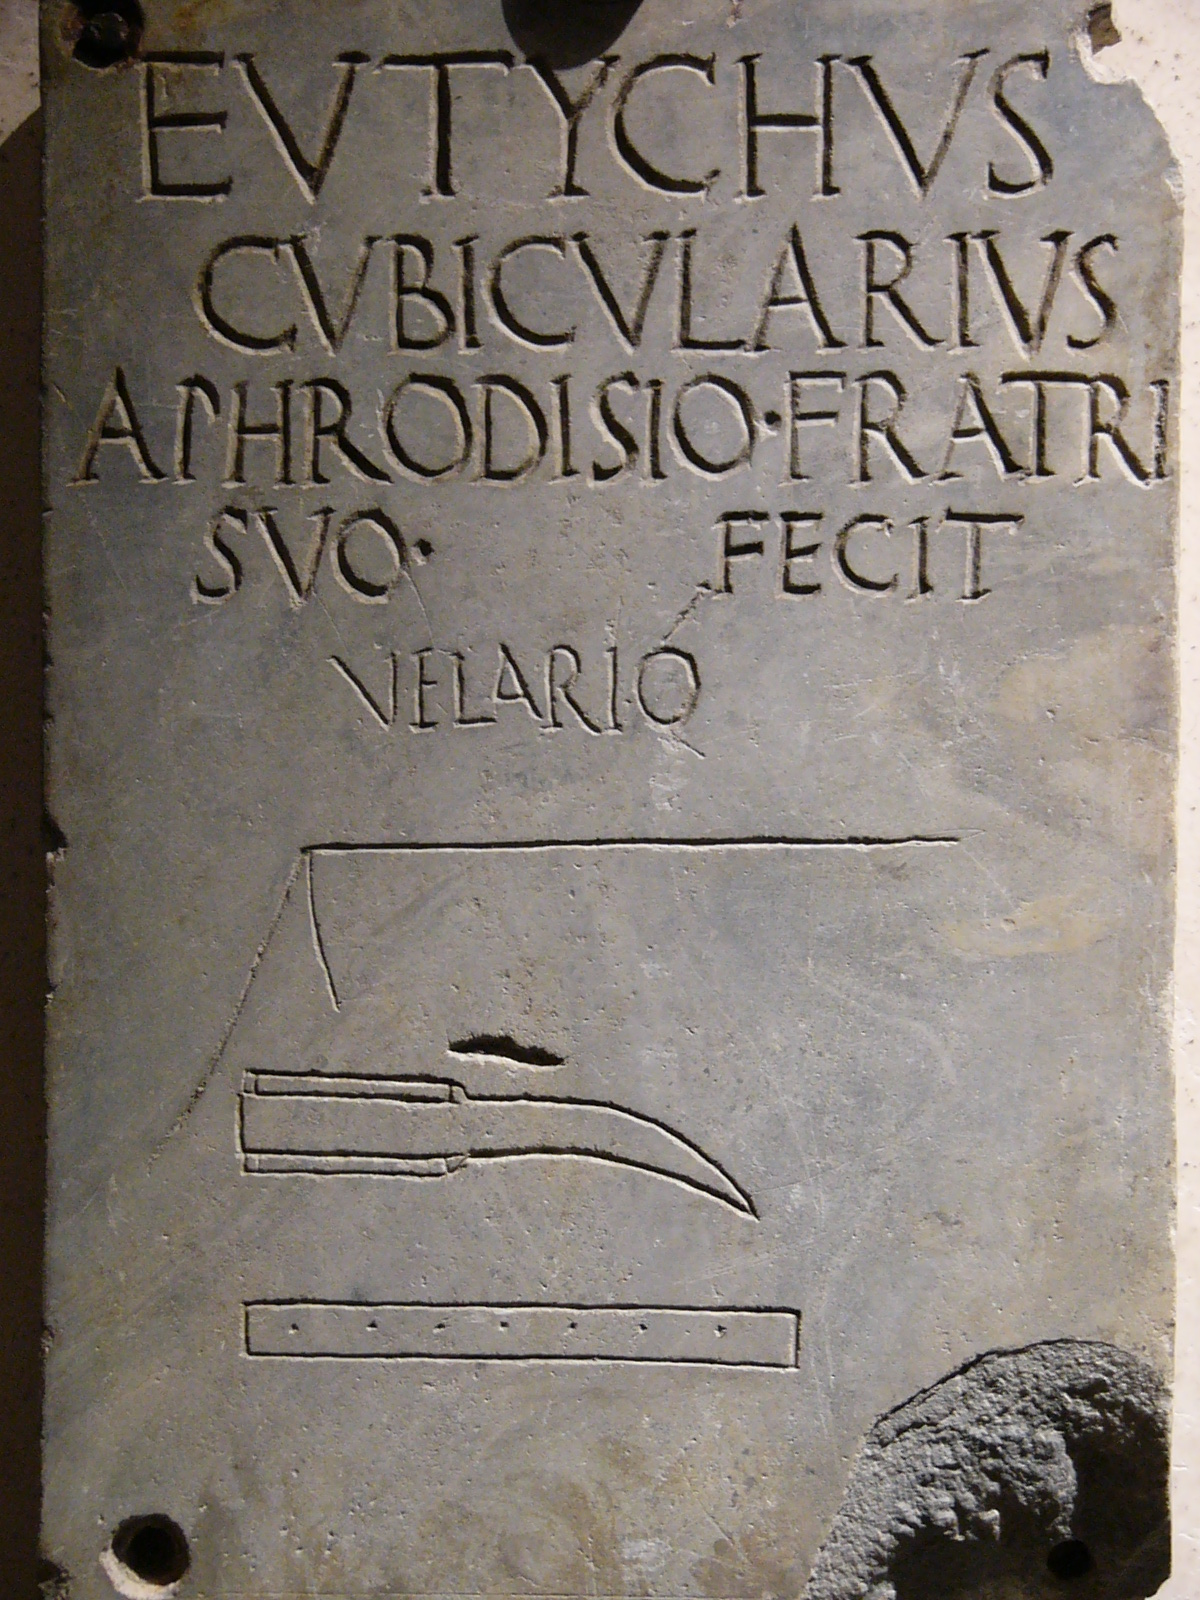 EVTYCHVS
CVBICVLARIVS
APHRODISIO·FRATRI
SVO· FECIT
VELARIO